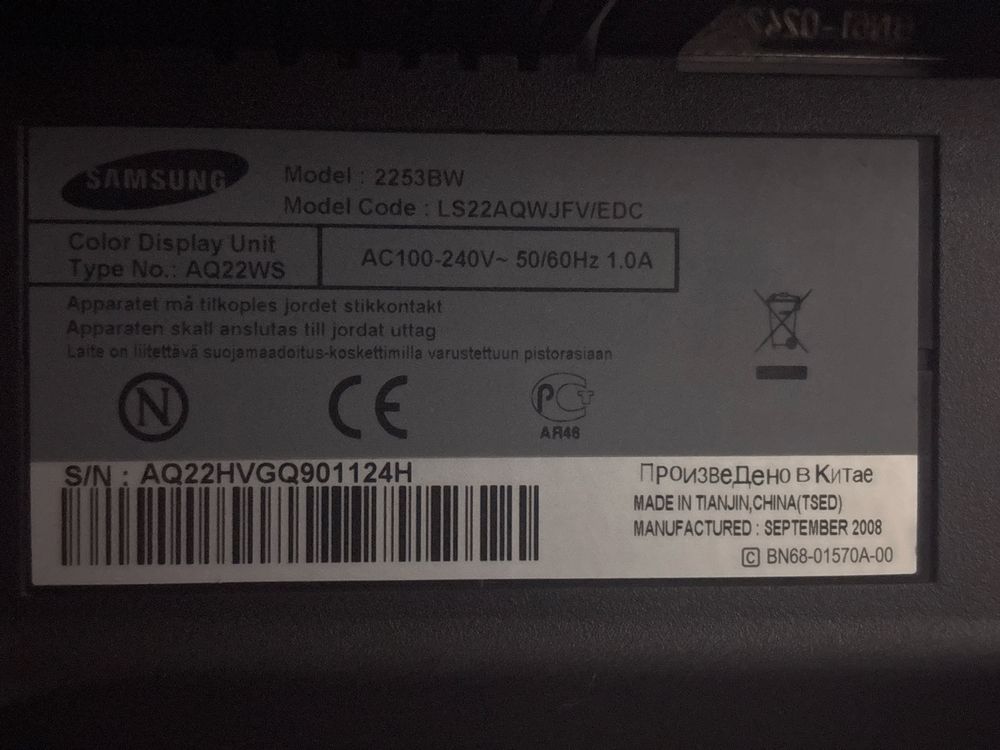 SAMSUNG
Model : 2253BW
Model Code : LS22AQWJFV/EDC
Color Display Unit
Type No.: AQ22WS
AC100-240V~ 50/60Hz 1.0A
Apparatet må tilkoples jordet stikkontakt
Apparaten skall anslutas till jordat uttag
Laite on liitettävä suojamaadoitus-koskettimilla varustettuun pistorasiaan
N
CE
РСТ
АЯ46
S/N : AQ22HVGQ901124H
Произведено в Китае
MADE IN TIANJIN,CHINA(TSED)
MANUFACTURED : SEPTEMBER 2008
C BN68-01570A-00